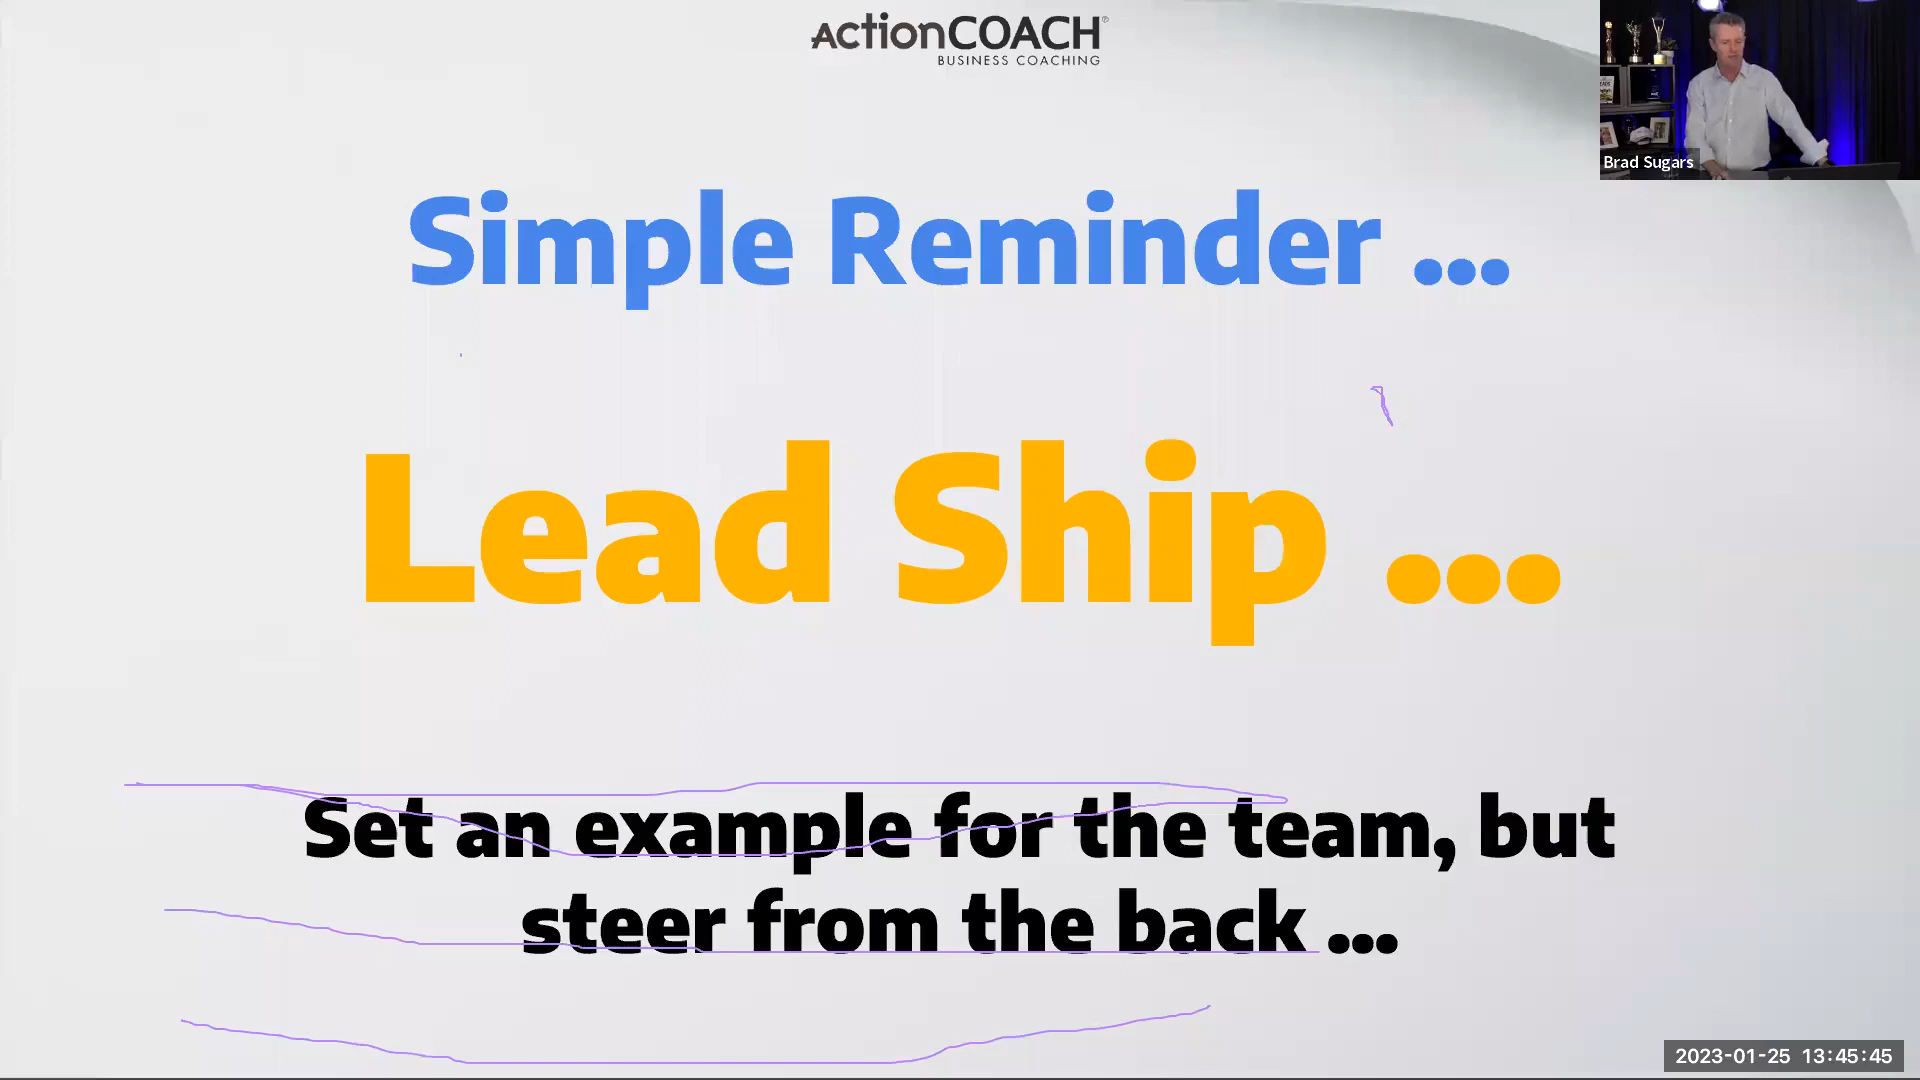 actionCOACH®
BUSINESS COACHING
Brad Sugars
Simple Reminder ...
Lead Ship ...
Set an example for the team, but
steer from the back ...
2023-01-25 13:45:45